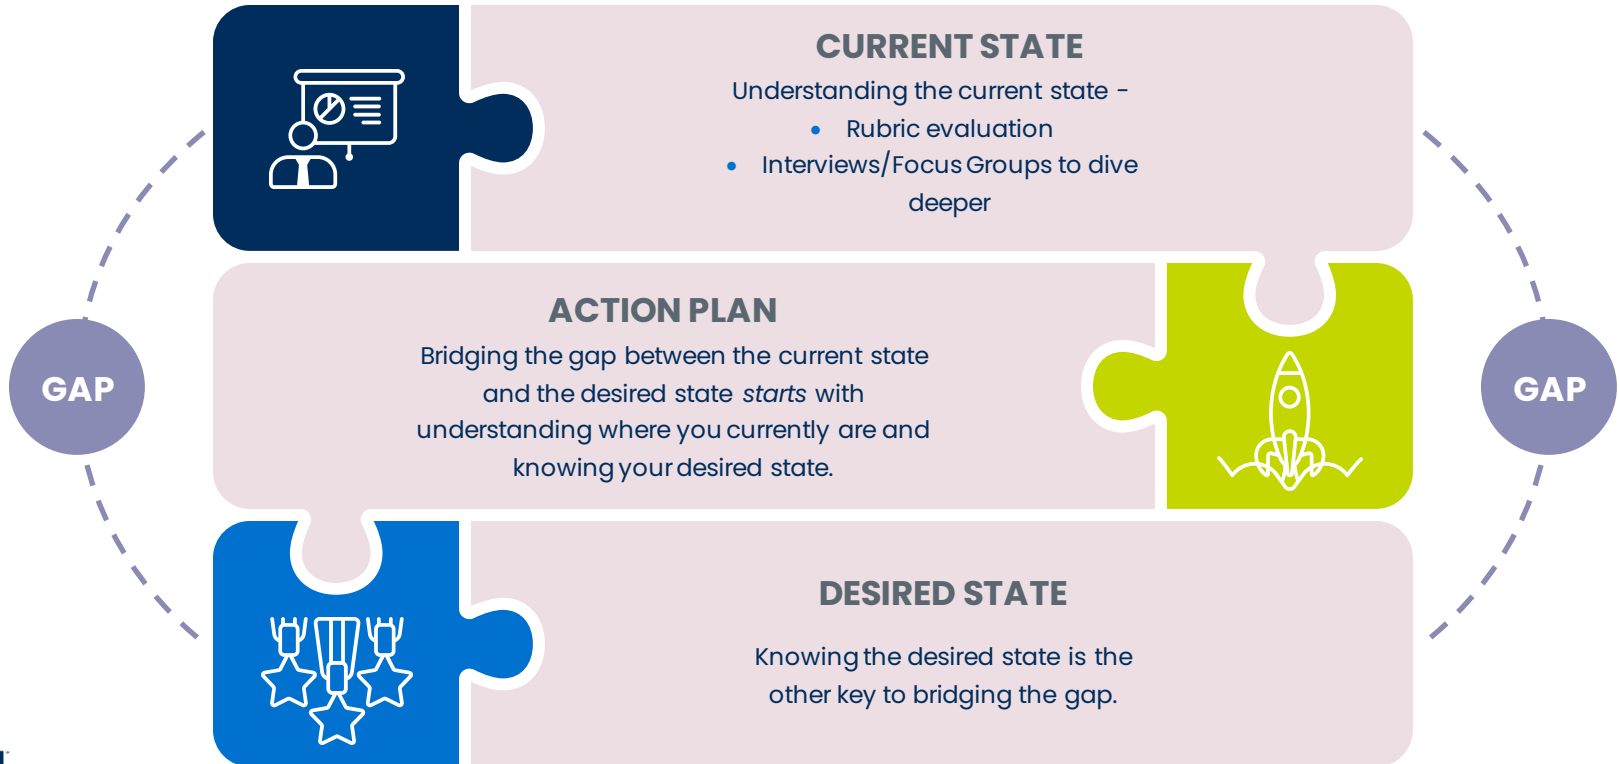 CURRENT STATE
Understanding the current state -
• Rubric evaluation
• Interviews/Focus Groups to dive
deeper
GAP
ACTION PLAN
Bridging the gap between the current state
and the desired state starts with
understanding where you currently are and
knowing your desired state.
GAP
DESIRED STATE
Knowing the desired state is the
other key to bridging the gap.